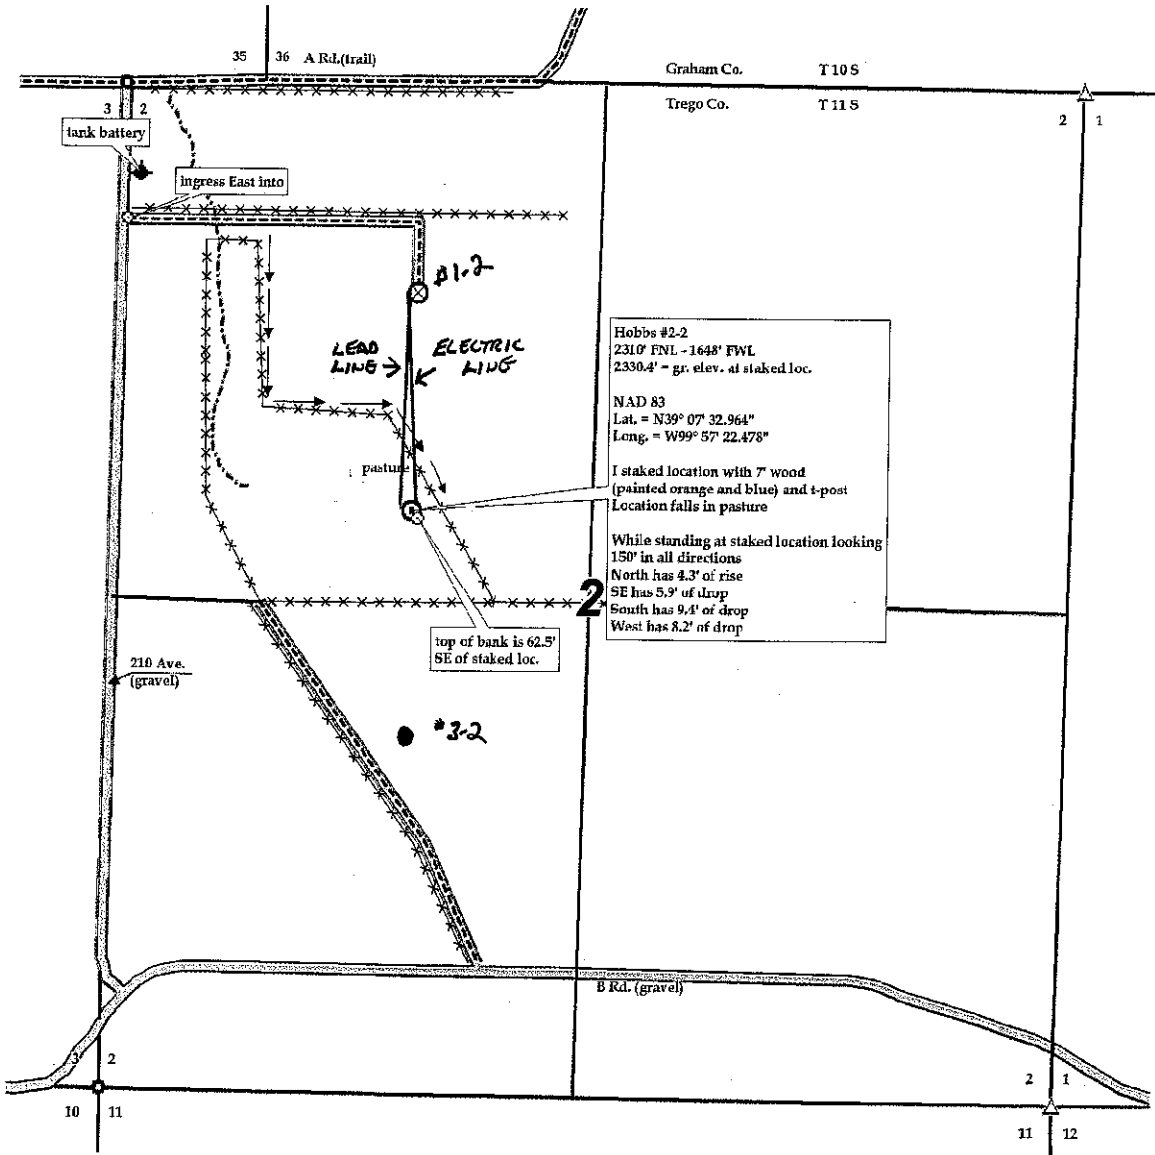 35 36 A Rd.(trail)
Graham Co. T 10 S
Trego Co. T 11 S
3 2
2 1
tank battery
ingress East into
#1-2
LEAD LINE
ELECTRIC LINE
Hobbs #2-2
2310' FNL - 1648' FWL
2330.4' = gr. elev. at staked loc.
NAD 83
Lat. = N39° 07' 32.964"
Long. = W99° 57' 22.478"
I staked location with 7' wood
(painted orange and blue) and t-post
Location falls in pasture
While standing at staked location looking
150' in all directions
North has 4.3' of rise
SE has 5.9' of drop
South has 9.4' of drop
West has 8.2' of drop
pasture
2
top of bank is 62.5'
SE of staked loc.
210 Ave.
(gravel)
#3-2
B Rd. (gravel)
3 2
2 1
10 11
11 12